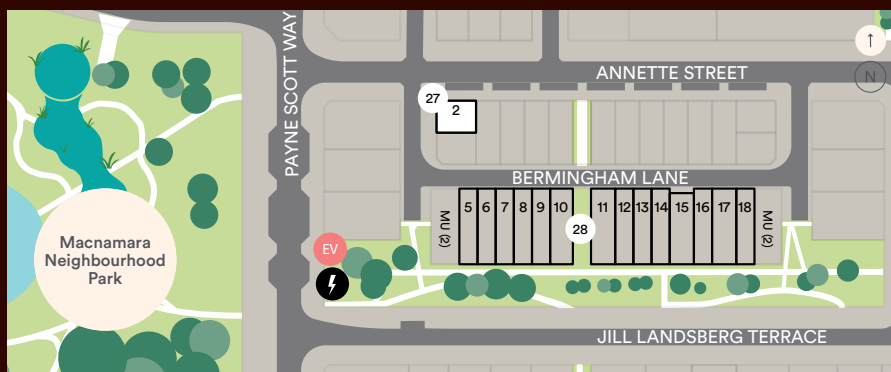 PAYNE SCOTT WAY
ANNETTE STREET
↑
N
27
2
BERMINGHAM LANE
MU (2)
5
6
7
8
9
10
28
11
12
13
14
15
16
17
18
MU (2)
EV
Macnamara
Neighbourhood
Park
JILL LANDSBERG TERRACE